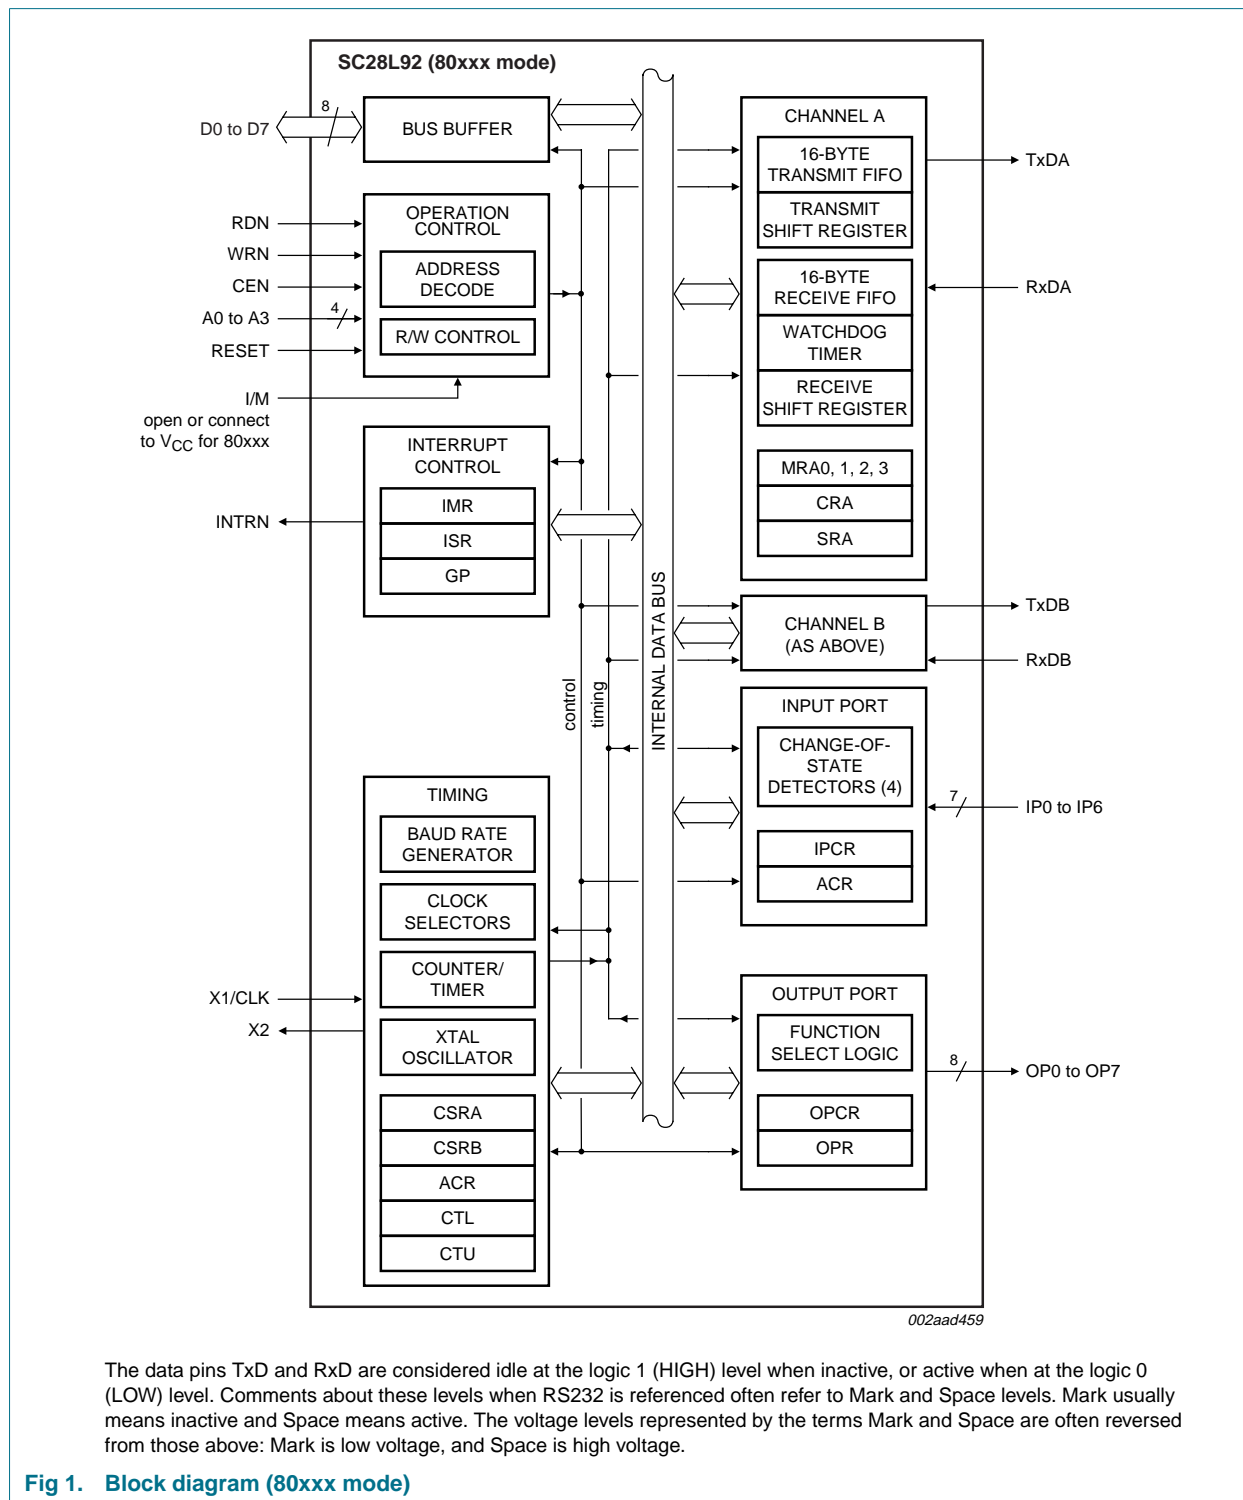 SC28L92 (80xxx mode)
D0 to D7
8
BUS BUFFER
RDN
WRN
CEN
A0 to A3
4
RESET
OPERATION
CONTROL
ADDRESS
DECODE
R/W CONTROL
I/M
open or connect
to VCC for 80xxx
INTERRUPT
CONTROL
IMR
ISR
GP
INTRN
control
timing
INTERNAL DATA BUS
TIMING
BAUD RATE
GENERATOR
CLOCK
SELECTORS
COUNTER/
TIMER
XTAL
OSCILLATOR
CSRA
CSRB
ACR
CTL
CTU
X1/CLK
X2
CHANNEL A
16-BYTE
TRANSMIT FIFO
TRANSMIT
SHIFT REGISTER
16-BYTE
RECEIVE FIFO
WATCHDOG
TIMER
RECEIVE
SHIFT REGISTER
MRA0, 1, 2, 3
CRA
SRA
TxDA
RxDA
CHANNEL B
(AS ABOVE)
TxDB
RxDB
INPUT PORT
CHANGE-OF-
STATE
DETECTORS (4)
IPCR
ACR
7
IP0 to IP6
OUTPUT PORT
FUNCTION
SELECT LOGIC
OPCR
OPR
8
OP0 to OP7
002aad459
The data pins TxD and RxD are considered idle at the logic 1 (HIGH) level when inactive, or active when at the logic 0
(LOW) level. Comments about these levels when RS232 is referenced often refer to Mark and Space levels. Mark usually
means inactive and Space means active. The voltage levels represented by the terms Mark and Space are often reversed
from those above: Mark is low voltage, and Space is high voltage.
Fig 1. Block diagram (80xxx mode)